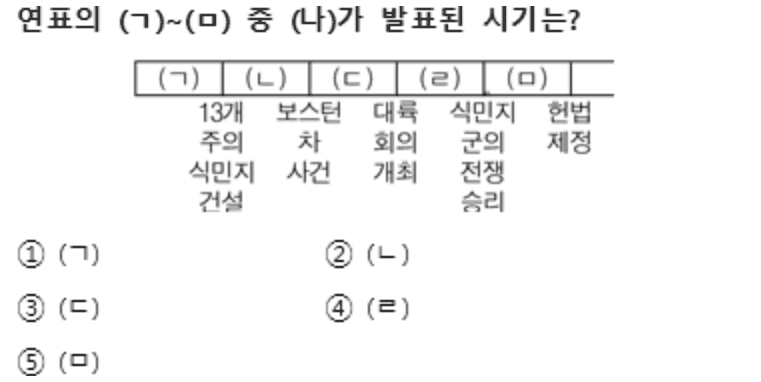 연표의 (ㄱ)~(ㅁ) 중 (나)가 발표된 시기는?
(ㄱ) (ㄴ) (ㄷ) (ㄹ) (ㅁ)
13개 보스턴 대륙 식민지 헌법
주의 차 회의 군의 제정
식민지 사건 개최 전쟁
건설 승리
① (ㄱ) ② (ㄴ)
③ (ㄷ) ④ (ㄹ)
⑤ (ㅁ)